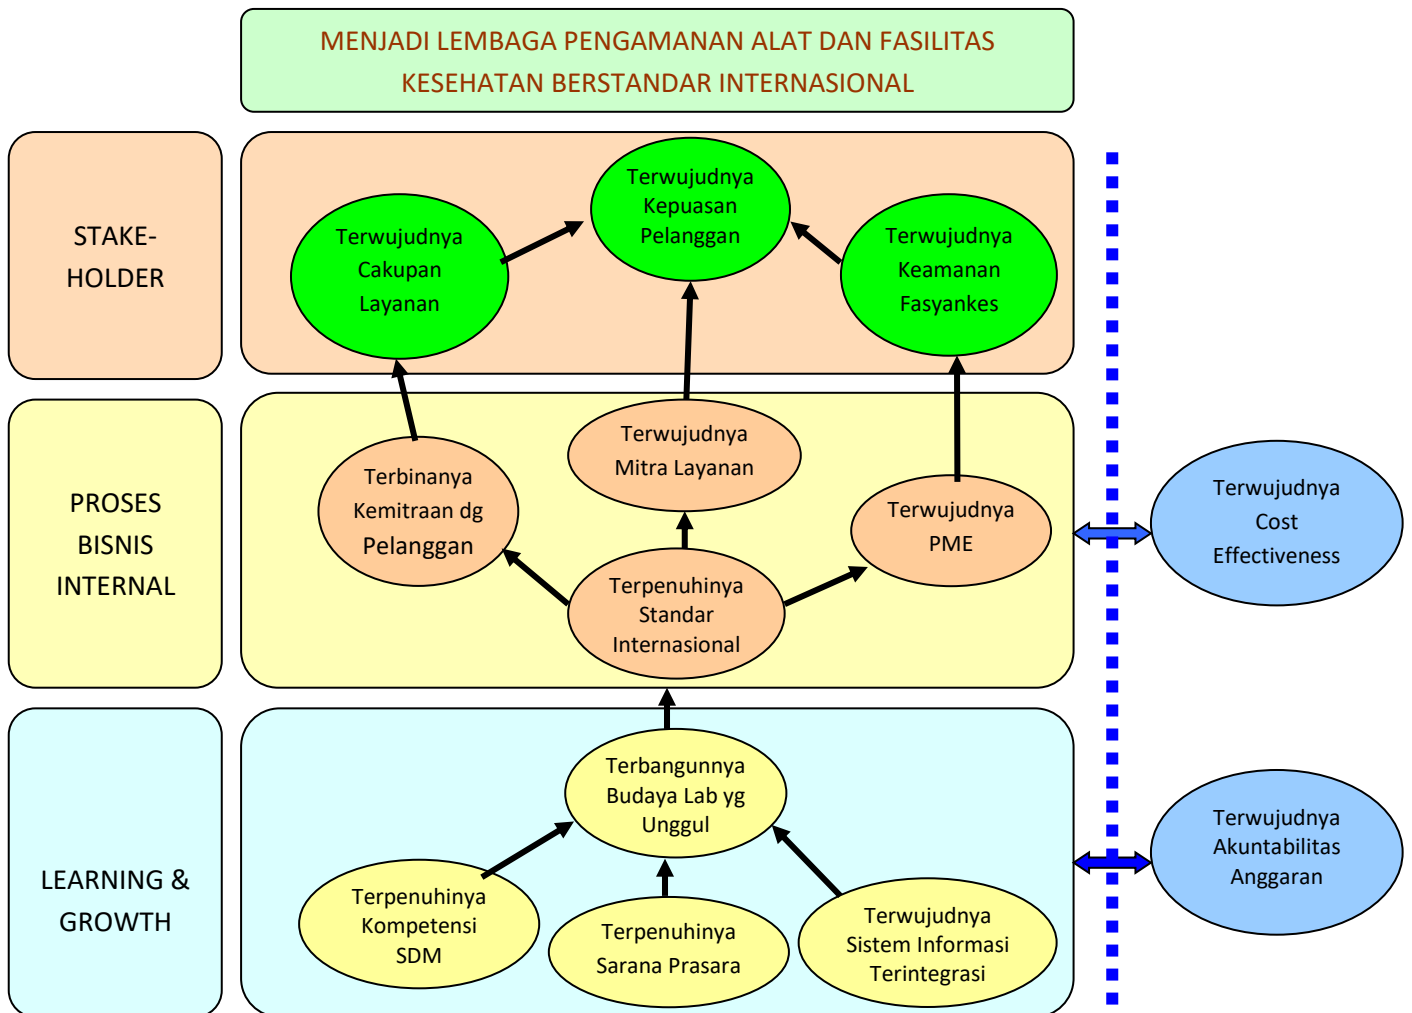 MENJADI LEMBAGA PENGAMANAN ALAT DAN FASILITAS
KESEHATAN BERSTANDAR INTERNASIONAL
STAKE-
HOLDER
Terwujudnya
Cakupan
Layanan
Terwujudnya
Kepuasan
Pelanggan
Terwujudnya
Keamanan
Fasyankes
PROSES
BISNIS
INTERNAL
Terbinanya
Kemitraan dg
Pelanggan
Terwujudnya
Mitra Layanan
Terwujudnya
PME
Terpenuhinya
Standar
Internasional
Terwujudnya
Cost
Effectiveness
LEARNING &
GROWTH
Terbangunnya
Budaya Lab yg
Unggul
Terpenuhinya
Kompetensi
SDM
Terpenuhinya
Sarana Prasara
Terwujudnya
Sistem Informasi
Terintegrasi
Terwujudnya
Akuntabilitas
Anggaran